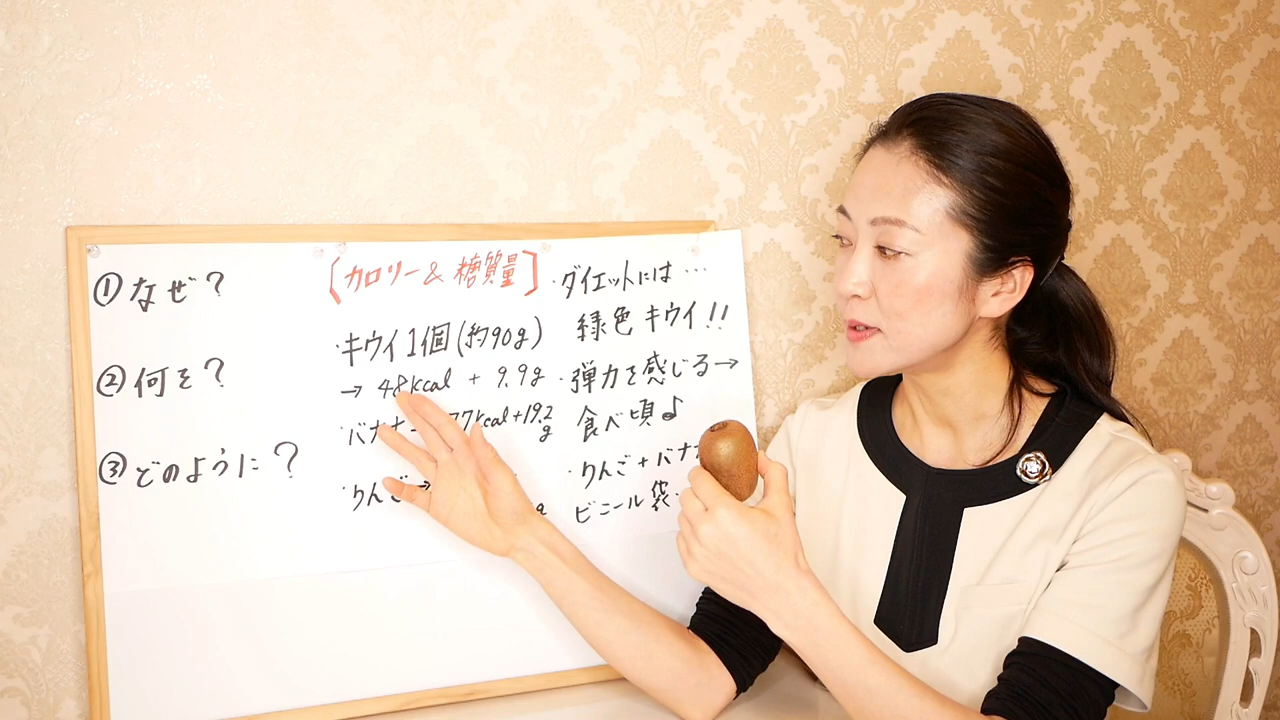 ①なぜ？
②何を？
③どのように？
[カロリー＆糖質量]
・キウイ1個(約90g)
→ 48kcal + 9.9g
バナナ 77kcal+19.2
g
・りんご→
g
・ダイエットには…
緑色キウイ!!
・弾力を感じる→
食べ頃♪
・りんご+バナナ
ビニール袋